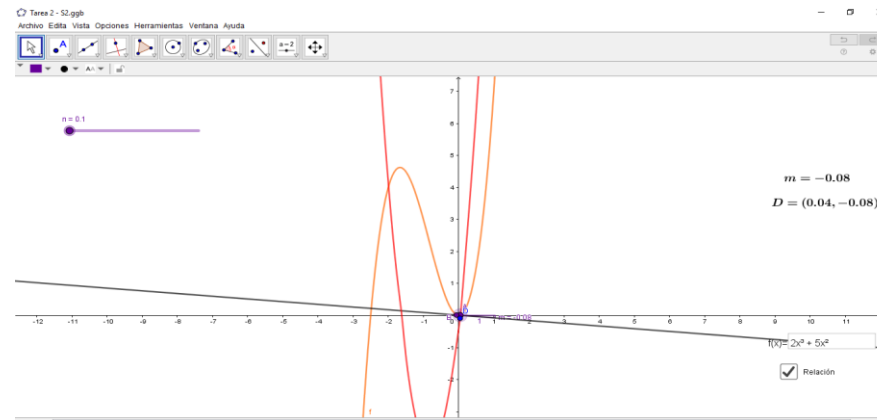 Tarea 2 - S2.ggb
Archivo Edita Vista Opciones Herramientas Ventana Ayuda
A
a=2
AA
n = 0.1
7
6
5
4
3
2
1
m = −0.08
D = (0.04, −0.08)
-12 -11 -10 -9 -8 -7 -6 -5 -4 -3 -2 -1 1 2 3 4 5 6 7 8 9 10 11
m = -0.08
-1
f(x)= 2x³ + 5x²
Relación
-2
f